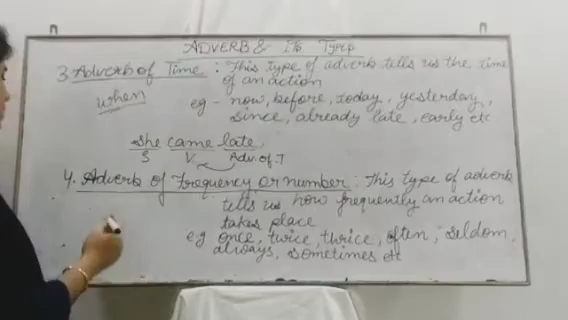 ADVERB & Its Types
3. Adverb of Time : This type of adverb tells us the time
of an action
when
eg - now, before, today, yesterday,
since, already late, early etc
She came late.
S V Adv. of. T
4. Adverb of Frequency or number : This type of adverb
tells us how frequently an action
takes place
eg once, twice, thrice, often, seldom,
always, sometimes etc